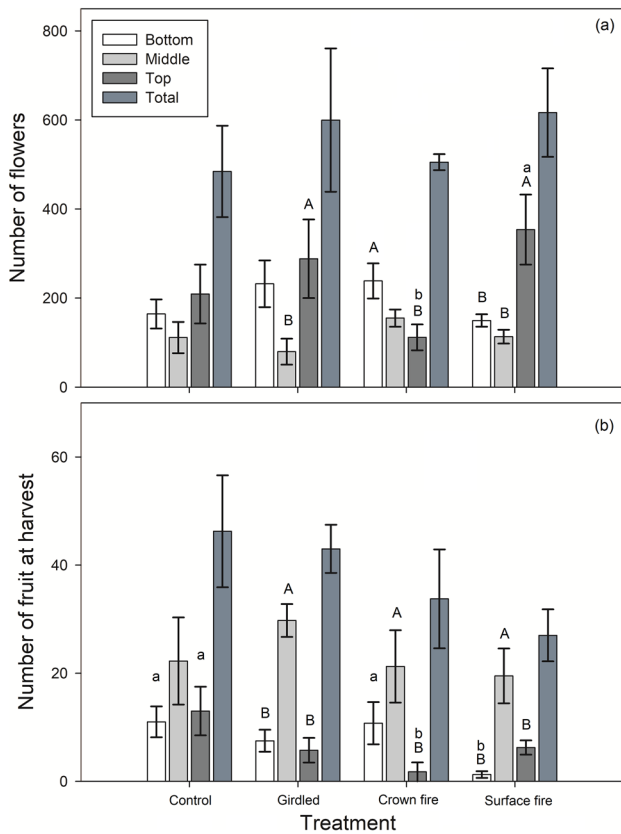 (a)
Bottom
Middle
Top
Total
Number of flowers
800
600
400
200
0
A
B
A
b
B
B
B
a
A
(b)
Number of fruit at harvest
60
40
20
0
a
a
B
A
B
a
A
b
B
b
B
A
B
Control Girdled Crown fire Surface fire
Treatment